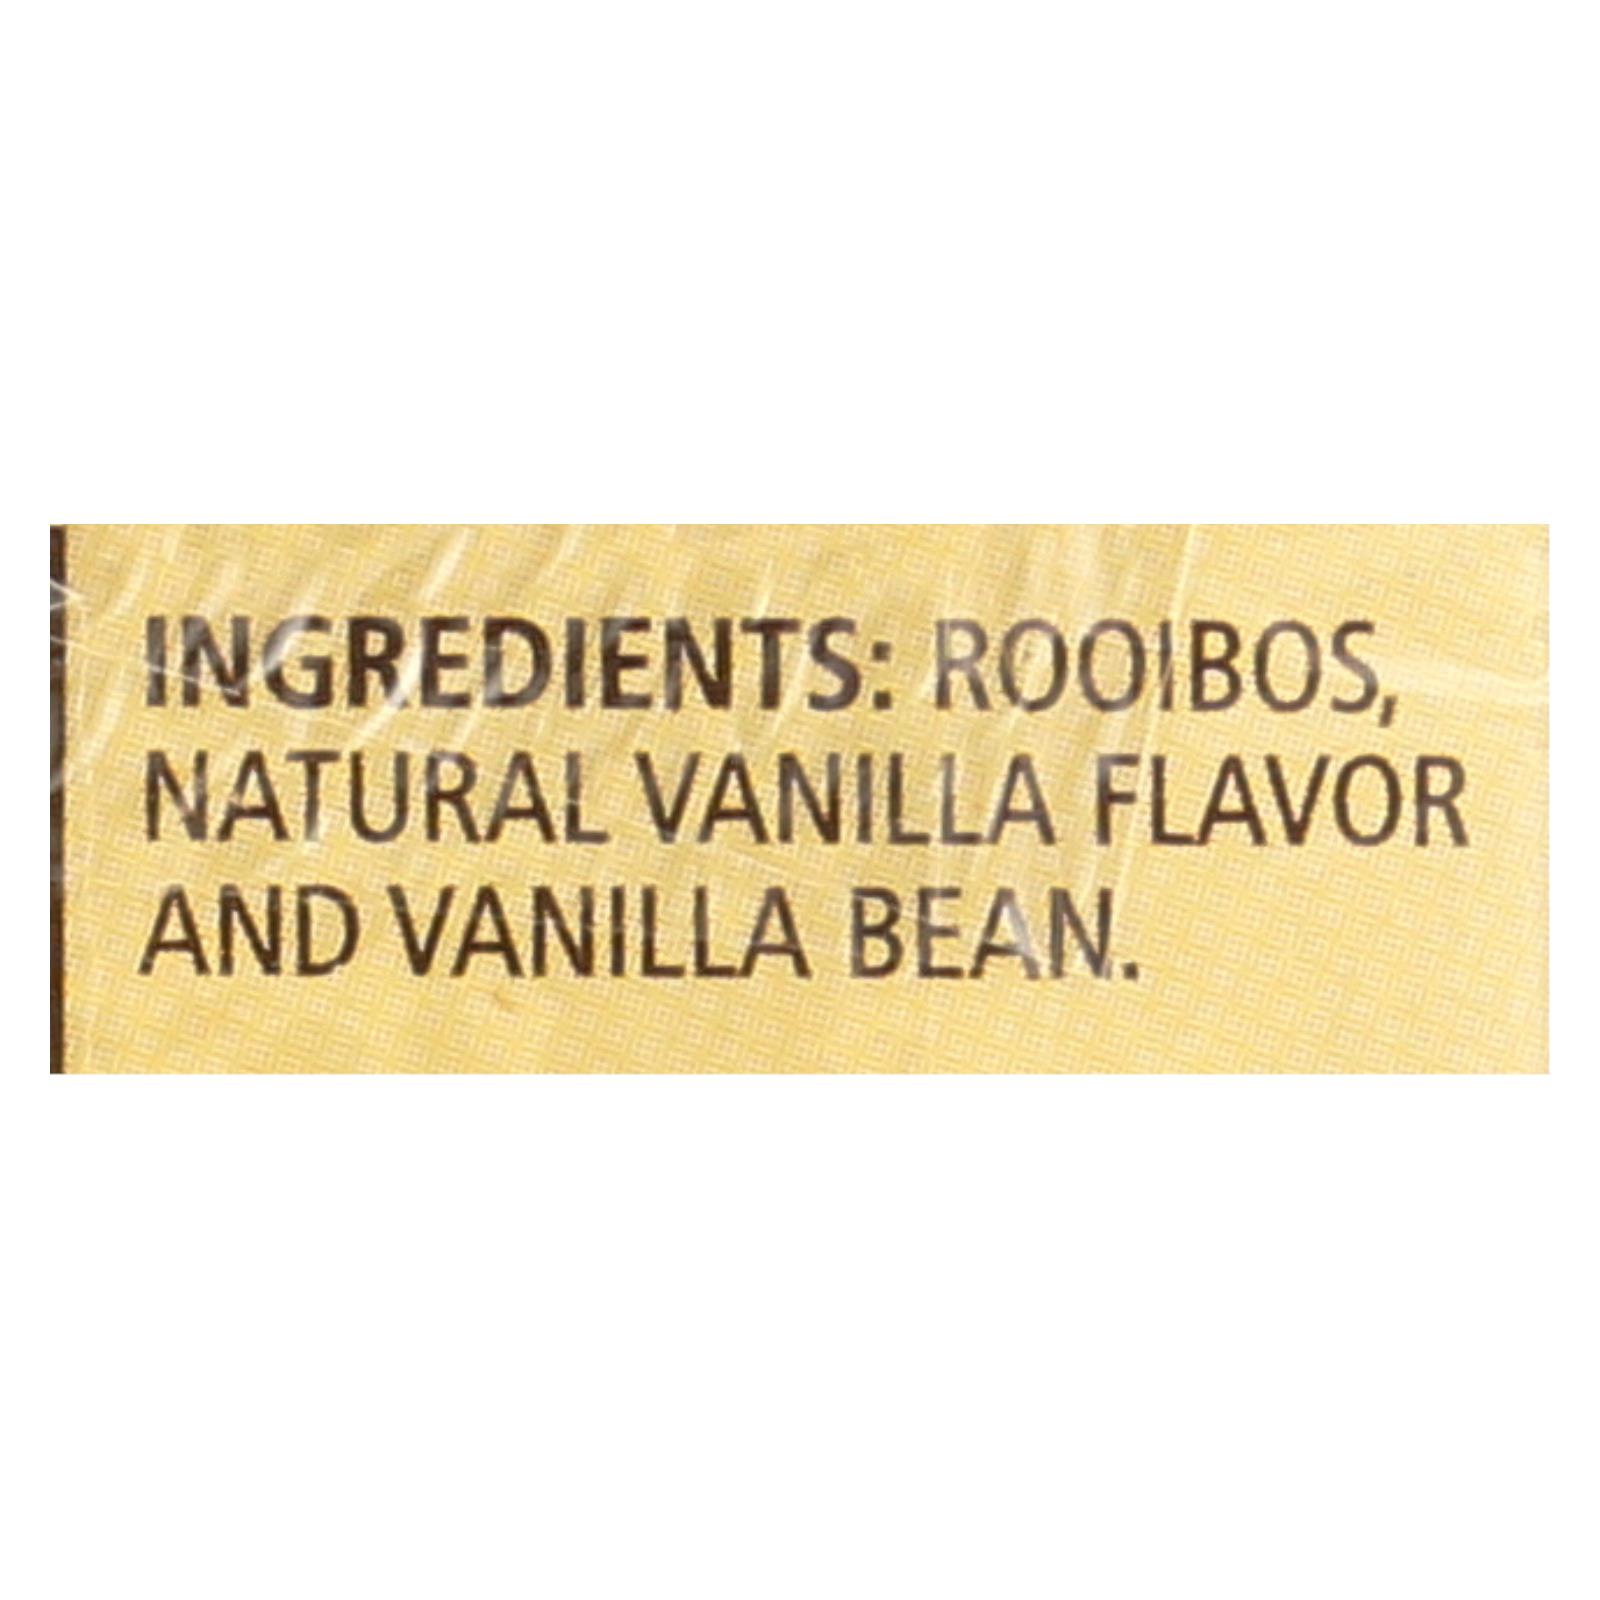 INGREDIENTS: ROOIBOS,
NATURAL VANILLA FLAVOR
AND VANILLA BEAN.